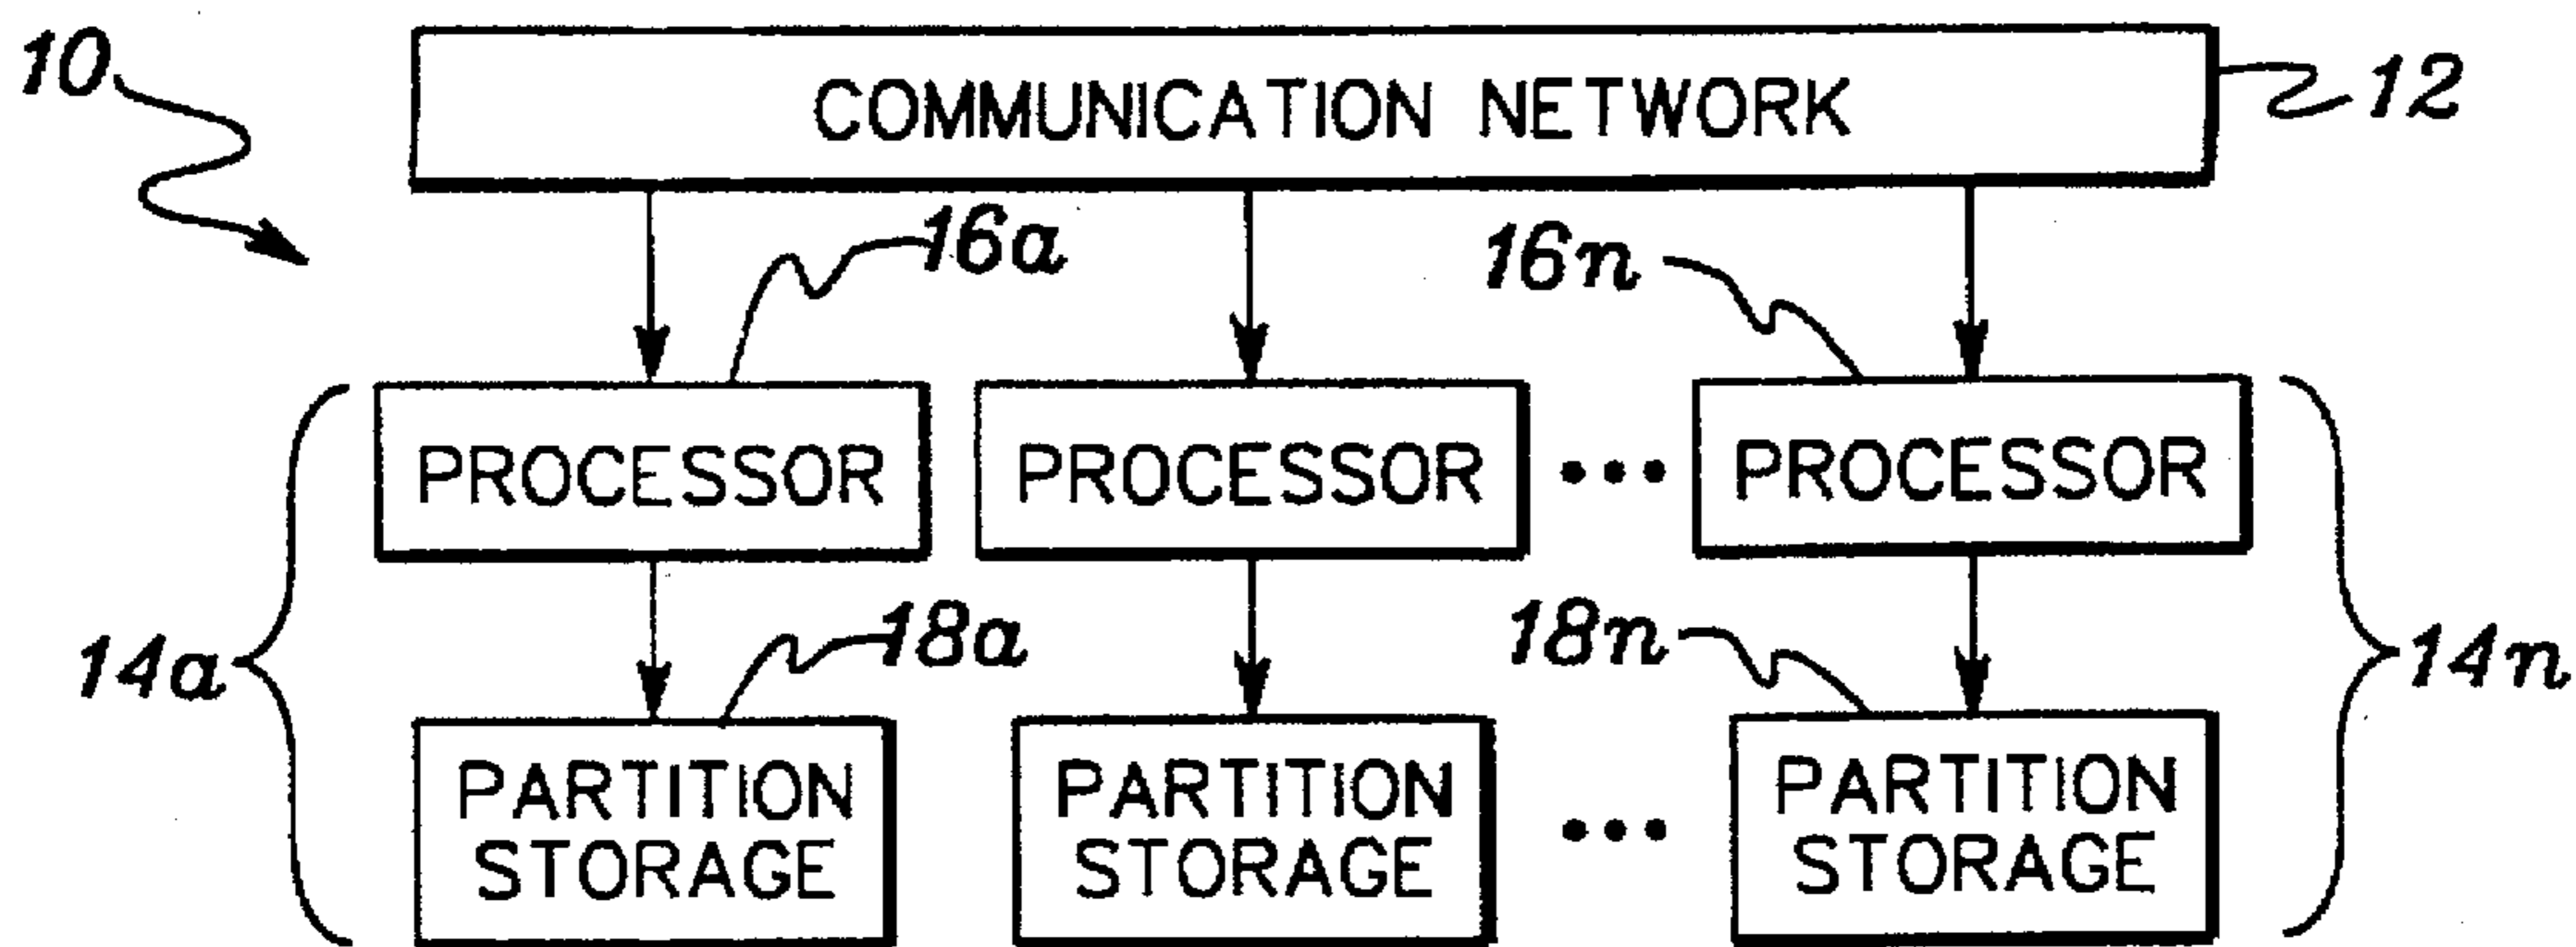 10
COMMUNICATION NETWORK
12
16a
16n
PROCESSOR
PROCESSOR
•••
PROCESSOR
14a
18a
18n
14n
PARTITION
STORAGE
PARTITION
STORAGE
•••
PARTITION
STORAGE